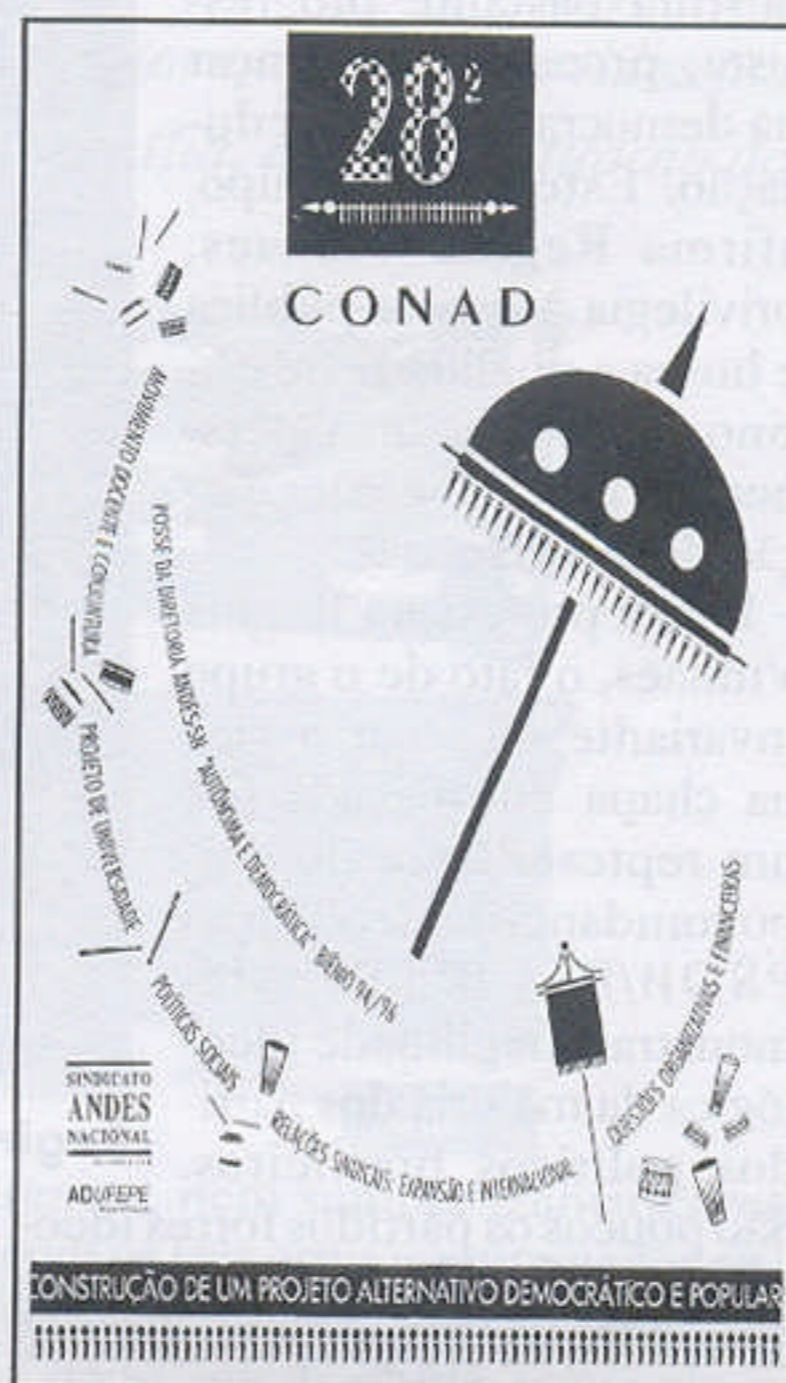 28º
CONAD
MOVIMENTO DOCENTE E CONJUNTURA
POSSE DA DIRETORIA ANDES-SN "AUTÔNOMA E DEMOCRÁTICA" BIÊNIO 94/96
PROJETO DE UNIVERSIDADE
POLÍTICAS SOCIAIS
RELAÇÕES SINDICAIS, EXPANSÃO E INTERNACIONAL
QUESTÕES ORGANIZATIVAS E FINANCEIRAS
SINDICATO
ANDES
NACIONAL
ADUFEPE
CONSTRUÇÃO DE UM PROJETO ALTERNATIVO DEMOCRÁTICO E POPULAR